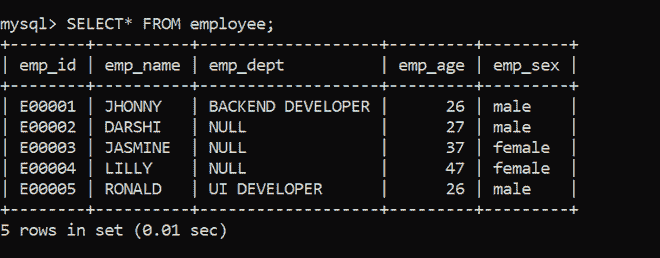 mysql> SELECT* FROM employee;
+--------+----------+-------------------+---------+---------+
| emp_id | emp_name | emp_dept          | emp_age | emp_sex |
+--------+----------+-------------------+---------+---------+
| E00001 | JHONNY   | BACKEND DEVELOPER |      26 | male    |
| E00002 | DARSHI   | NULL              |      27 | male    |
| E00003 | JASMINE  | NULL              |      37 | female  |
| E00004 | LILLY    | NULL              |      47 | female  |
| E00005 | RONALD   | UI DEVELOPER      |      26 | male    |
+--------+----------+-------------------+---------+---------+
5 rows in set (0.01 sec)